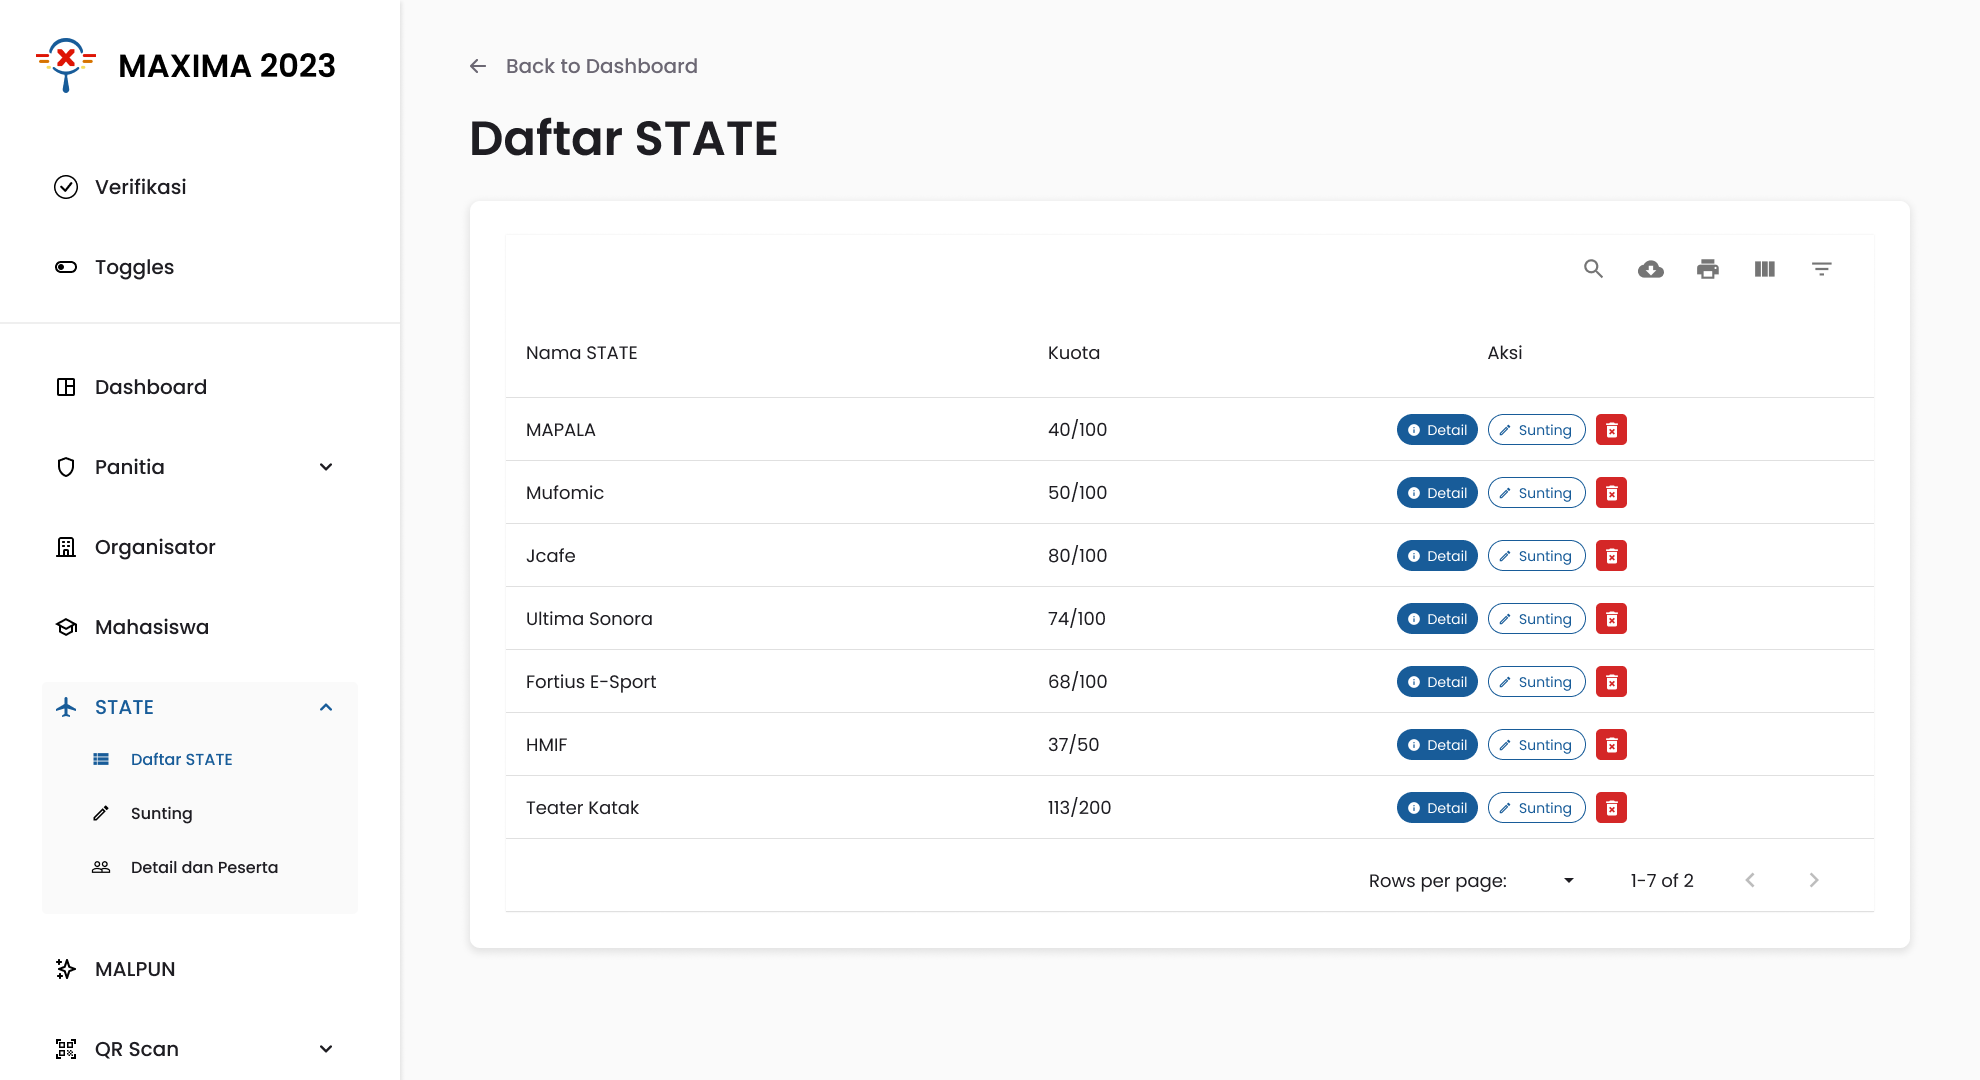 MAXIMA 2023
Verifikasi
Toggles
Dashboard
Panitia
Organisator
Mahasiswa
STATE
Daftar STATE
Sunting
Detail dan Peserta
MALPUN
QR Scan
Back to Dashboard
Daftar STATE
Nama STATE Kuota Aksi
MAPALA 40/100 Detail Sunting
Mufomic 50/100 Detail Sunting
Jcafe 80/100 Detail Sunting
Ultima Sonora 74/100 Detail Sunting
Fortius E-Sport 68/100 Detail Sunting
HMIF 37/50 Detail Sunting
Teater Katak 113/200 Detail Sunting
Rows per page: 1-7 of 2